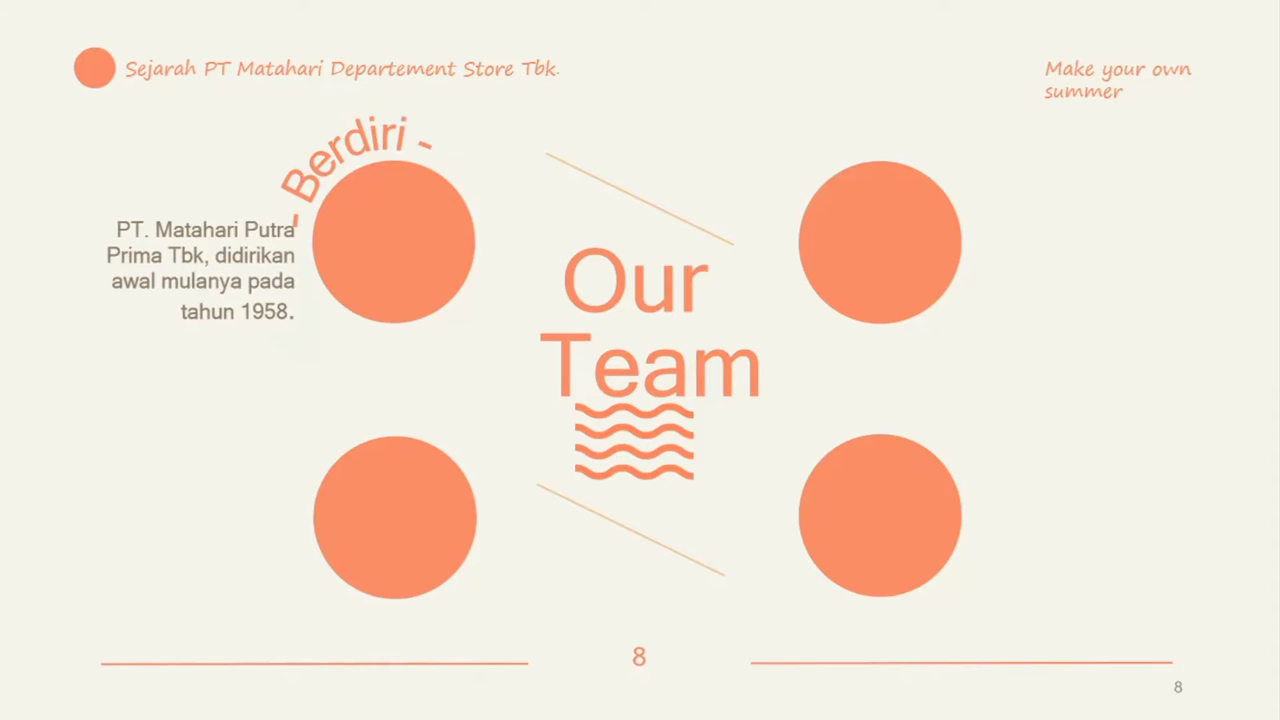 Sejarah PT Matahari Departement Store Tbk.
Make your own
summer
- Berdiri -
PT. Matahari Putra
Prima Tbk, didirikan
awal mulanya pada
tahun 1958.
Our
Team
8
8